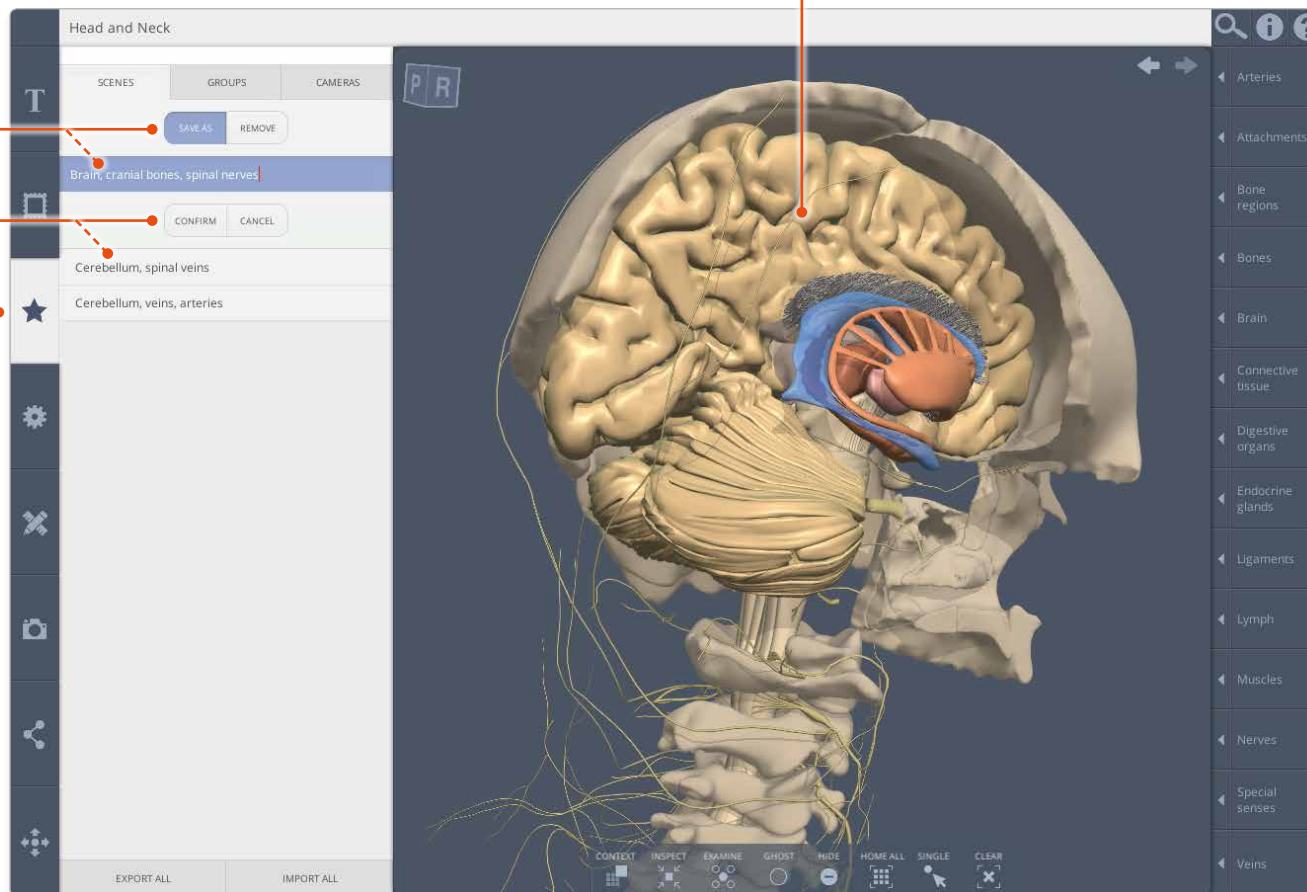 Head and Neck
T
SCENES
GROUPS
CAMERAS
SAVE AS
REMOVE
Brain, cranial bones, spinal nerves
CONFIRM
CANCEL
Cerebellum, spinal veins
Cerebellum, veins, arteries
EXPORT ALL
IMPORT ALL
P R
CONTEXT
INSPECT
EXAMINE
GHOST
HIDE
HOME ALL
SINGLE
CLEAR
Arteries
Attachments
Bone
regions
Bones
Brain
Connective
tissue
Digestive
organs
Endocrine
glands
Ligaments
Lymph
Muscles
Nerves
Special
senses
Veins